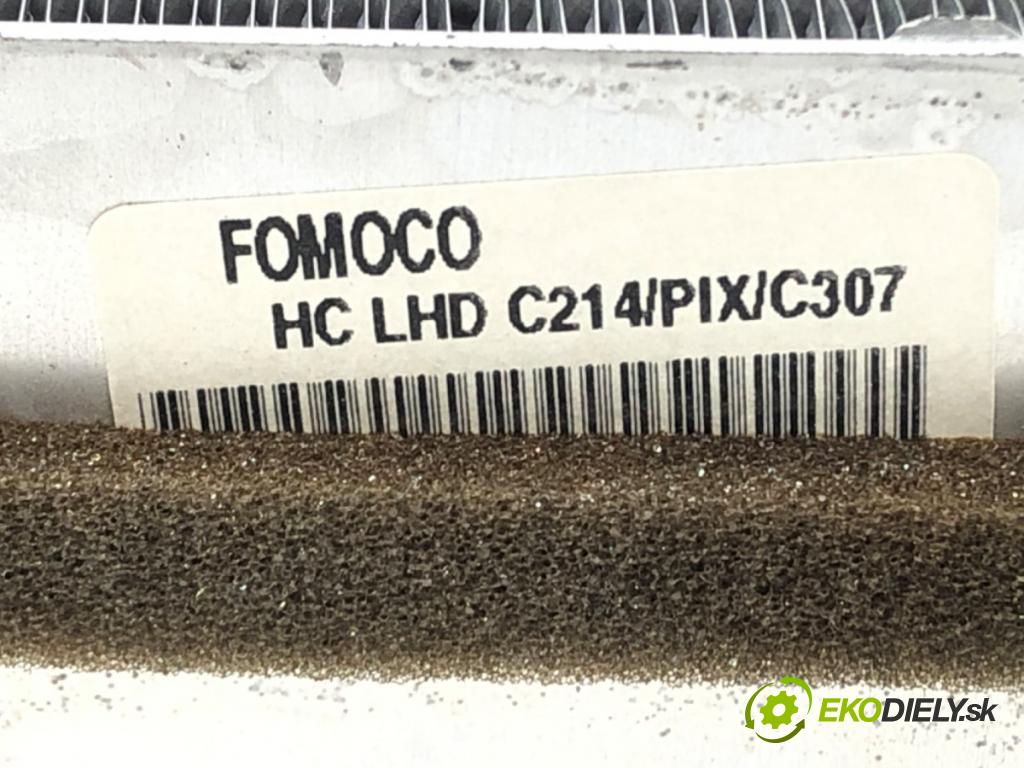 FOMOCO
HC LHD C214/PIX/C307
EKODIELY.sk